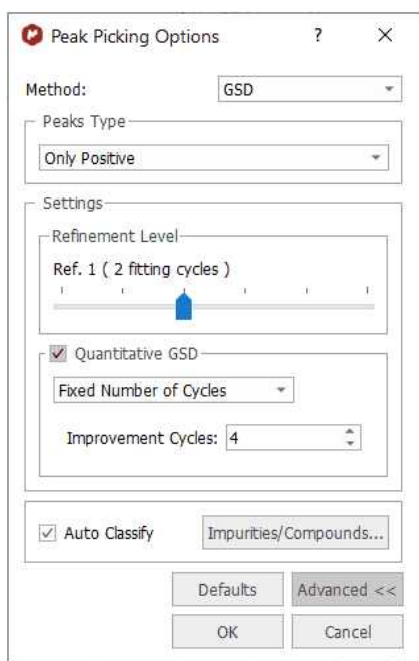 Peak Picking Options ? ×
Method: GSD
Peaks Type
Only Positive
Settings
Refinement Level
Ref. 1 ( 2 fitting cycles )
Quantitative GSD
Fixed Number of Cycles
Improvement Cycles: 4
Auto Classify Impurities/Compounds...
Defaults Advanced <<
OK Cancel